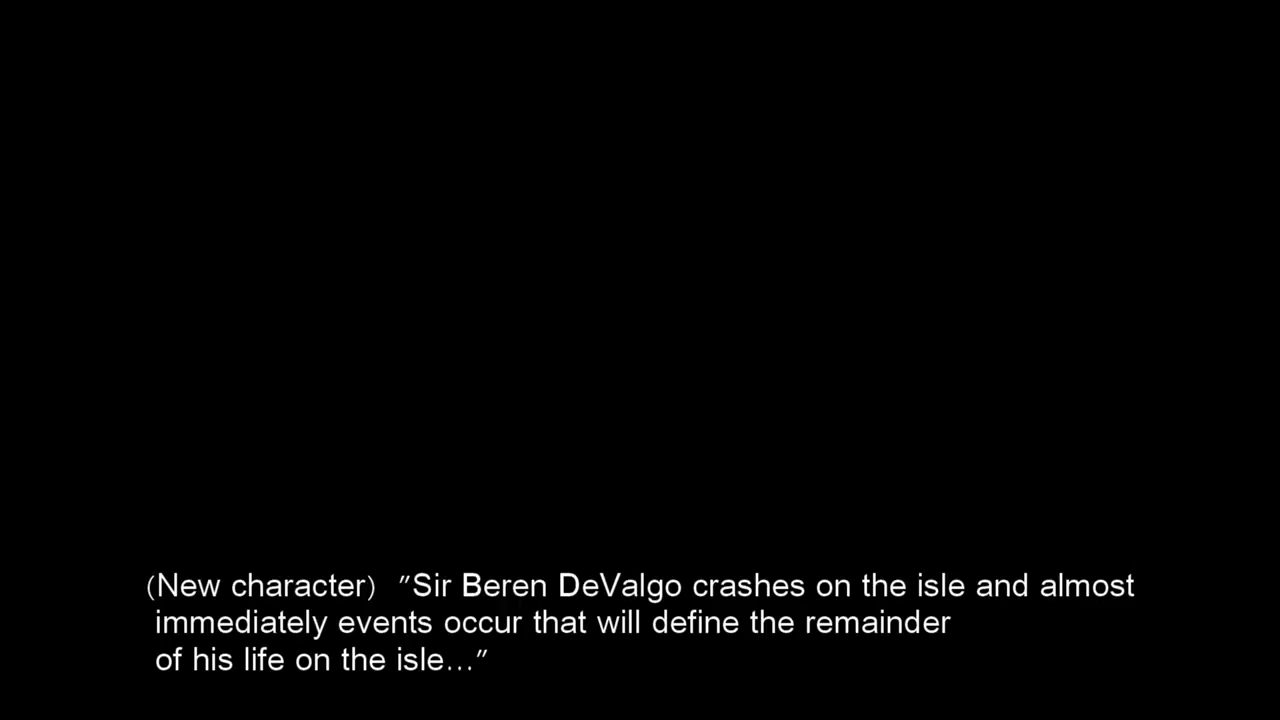 (New character)  "Sir Beren DeValgo crashes on the isle and almost
immediately events occur that will define the remainder
of his life on the isle..."